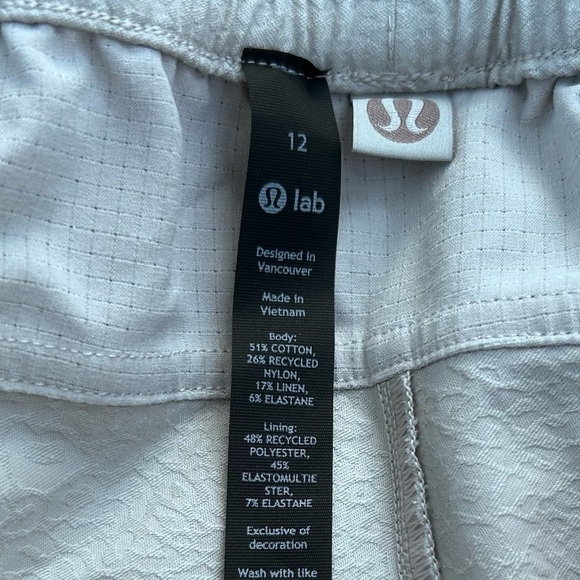 12
lab
Designed in
Vancouver
Made in
Vietnam
Body:
51% COTTON,
26% RECYCLED
NYLON,
17% LINEN,
6% ELASTANE
Lining:
48% RECYCLED
POLYESTER,
45%
ELASTOMULTIE
STER,
7% ELASTANE
Exclusive of
decoration
Wash with like